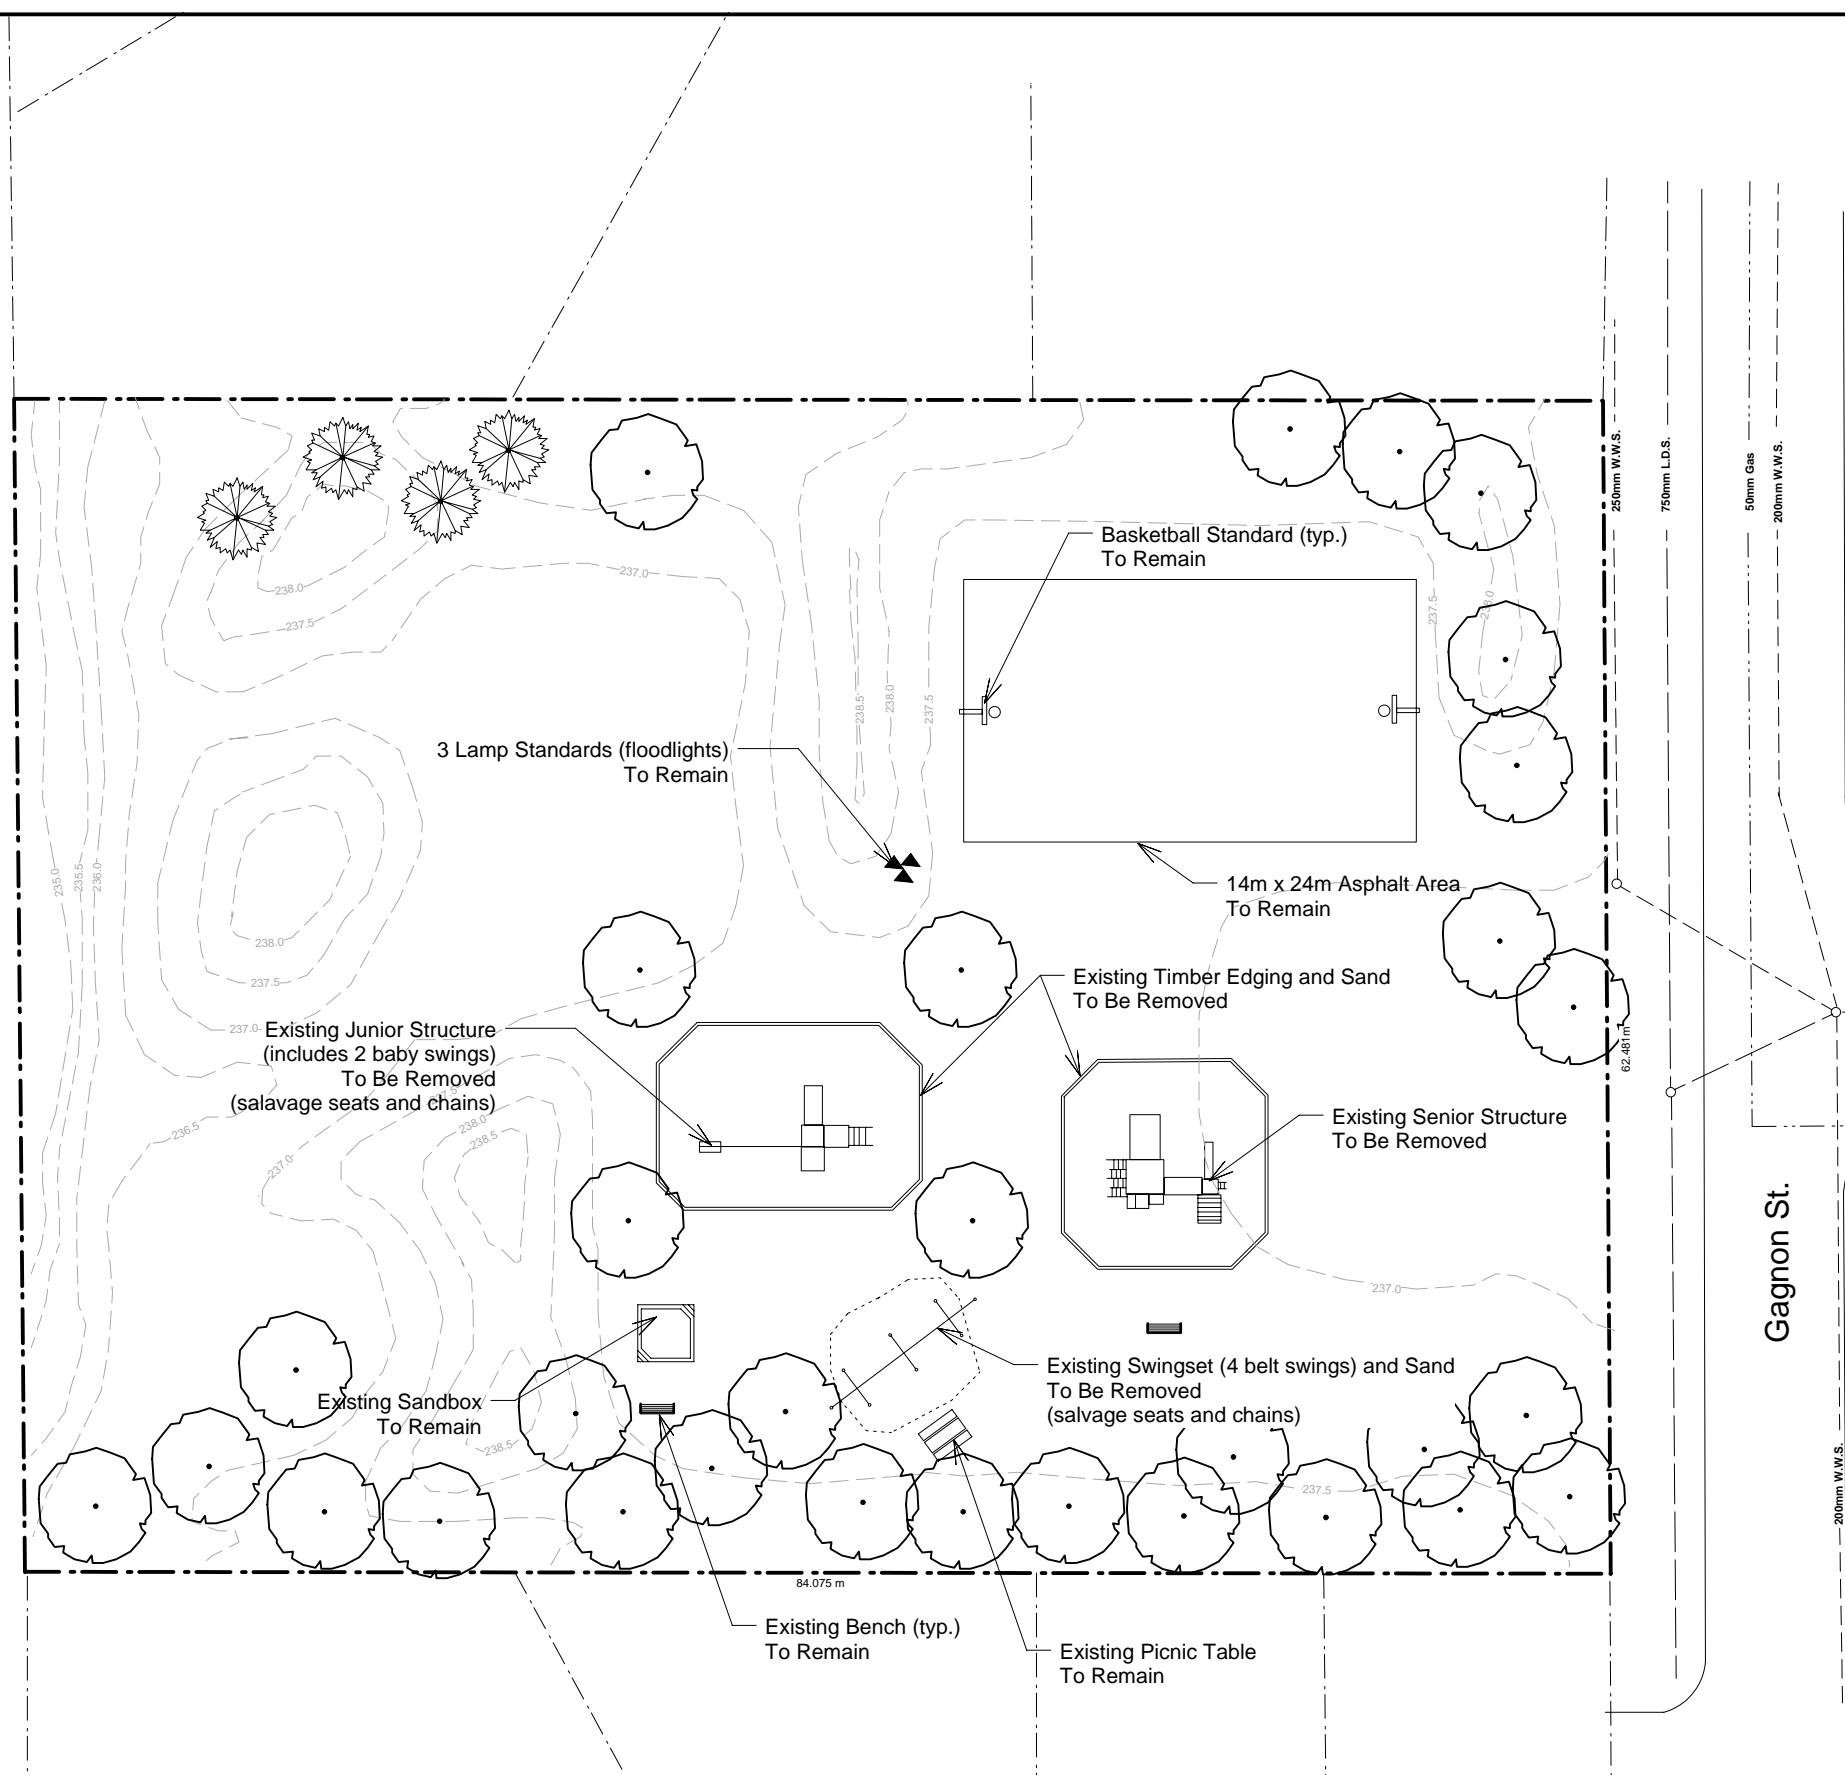 250mm W.W.S.
750mm L.D.S.
50mm Gas
200mm W.W.S.
Basketball Standard (typ.)
To Remain
238.0
237.5
237.0
237.5
238.0
238.5
238.0
237.5
3 Lamp Standards (floodlights)
To Remain
235.0
235.5
236.0
14m x 24m Asphalt Area
To Remain
238.0
237.5
237.0
Existing Timber Edging and Sand
To Be Removed
Existing Junior Structure
(includes 2 baby swings)
To Be Removed
(salavage seats and chains)
62.481m
237.5
238.0
238.5
236.5
237.0
Existing Senior Structure
To Be Removed
Gagnon St.
237.0
Existing Swingset (4 belt swings) and Sand
To Be Removed
(salvage seats and chains)
Existing Sandbox
To Remain
238.5
237.5
200mm W.W.S.
84.075 m
Existing Bench (typ.)
To Remain
Existing Picnic Table
To Remain